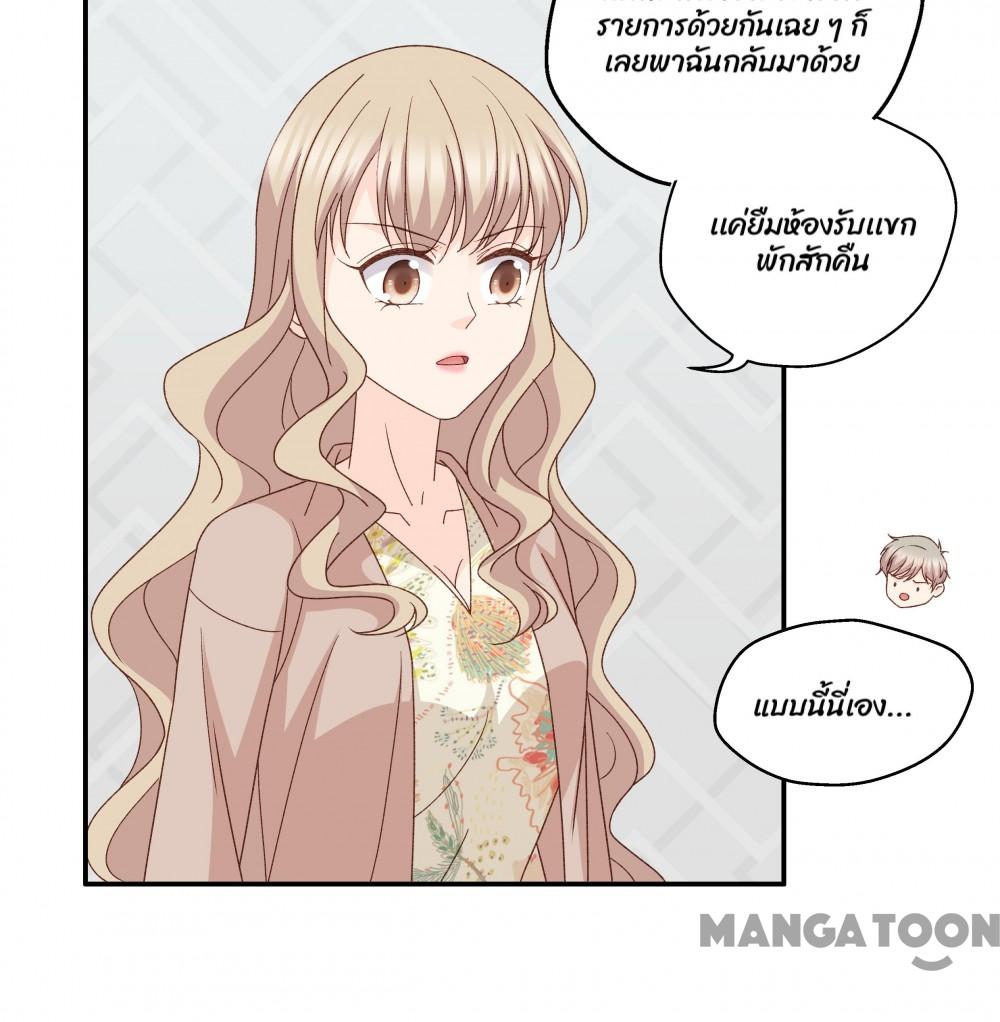 รายการด้วยกันเฉย ๆ ก็
เลยพาฉันกลับมาด้วย
แค่ยืมห้องรับแขก
พักสักคืน
แบบนี้นี่เอง...
MANGATOON